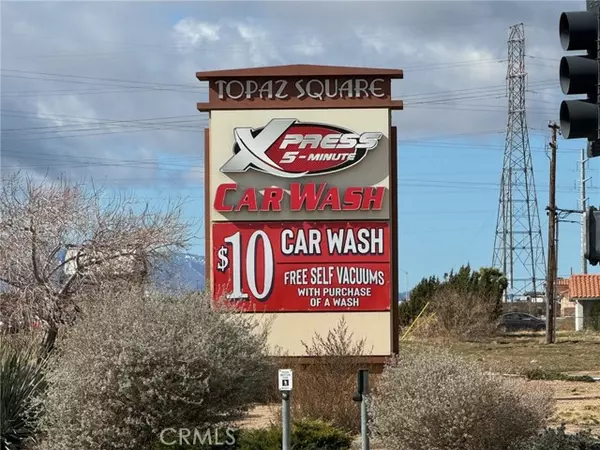 TOPAZ SQUARE
XPRESS
5-MINUTE
CAR WASH
$10 CAR WASH
FREE SELF VACUUMS
WITH PURCHASE
OF A WASH
CRMLS